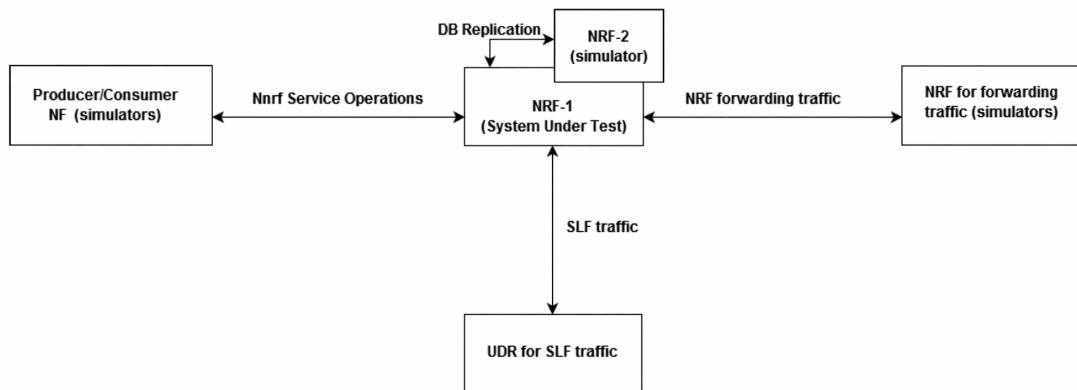 DB Replication
NRF-2
(simulator)
Producer/Consumer
NF (simulators)
Nnrf Service Operations
NRF-1
(System Under Test)
NRF forwarding traffic
NRF for forwarding
traffic (simulators)
SLF traffic
UDR for SLF traffic